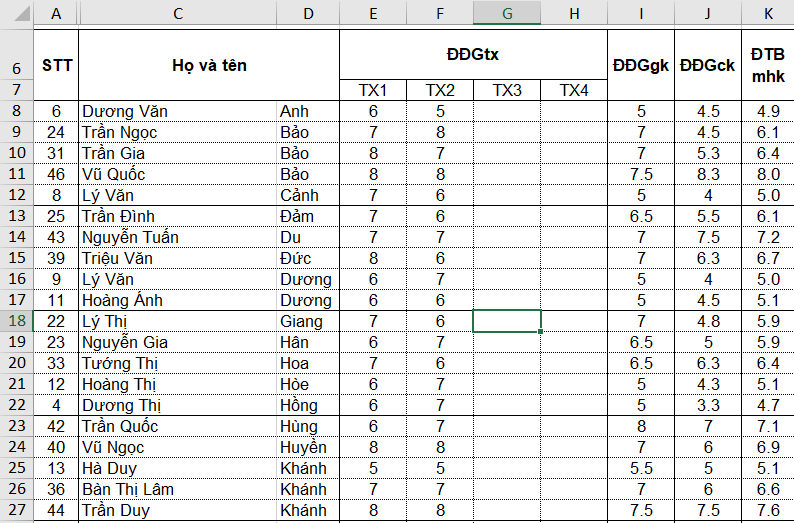 A C D E F G H I J K
6 STT Họ và tên ĐĐGtx ĐĐGgk ĐĐGck ĐTB mhk
7 TX1 TX2 TX3 TX4
8 6 Dương Văn Anh 6 5 5 4.5 4.9
9 24 Trần Ngọc Bảo 7 8 7 4.5 6.1
10 31 Trần Gia Bảo 8 7 7 5.3 6.4
11 46 Vũ Quốc Bảo 8 8 7.5 8.3 8.0
12 8 Lý Văn Cảnh 7 6 5 4 5.0
13 25 Trần Đình Đảm 7 6 6.5 5.5 6.1
14 43 Nguyễn Tuấn Du 7 7 7 7.5 7.2
15 39 Triệu Văn Đức 8 6 7 6.3 6.7
16 9 Lý Văn Dương 6 7 5 4 5.0
17 11 Hoàng Ánh Dương 6 6 5 4.5 5.1
18 22 Lý Thị Giang 7 6 7 4.8 5.9
19 23 Nguyễn Gia Hân 6 7 6.5 5 5.9
20 33 Tướng Thị Hoa 7 6 6.5 6.3 6.4
21 12 Hoàng Thị Hòe 6 7 5 4.3 5.1
22 4 Dương Thị Hồng 6 7 5 3.3 4.7
23 42 Trần Quốc Hùng 6 7 8 7 7.1
24 40 Vũ Ngọc Huyền 8 8 7 6 6.9
25 13 Hà Duy Khánh 5 5 5.5 5 5.1
26 36 Bàn Thị Lâm Khánh 7 7 7 6 6.6
27 44 Trần Duy Khánh 8 8 7.5 7.5 7.6